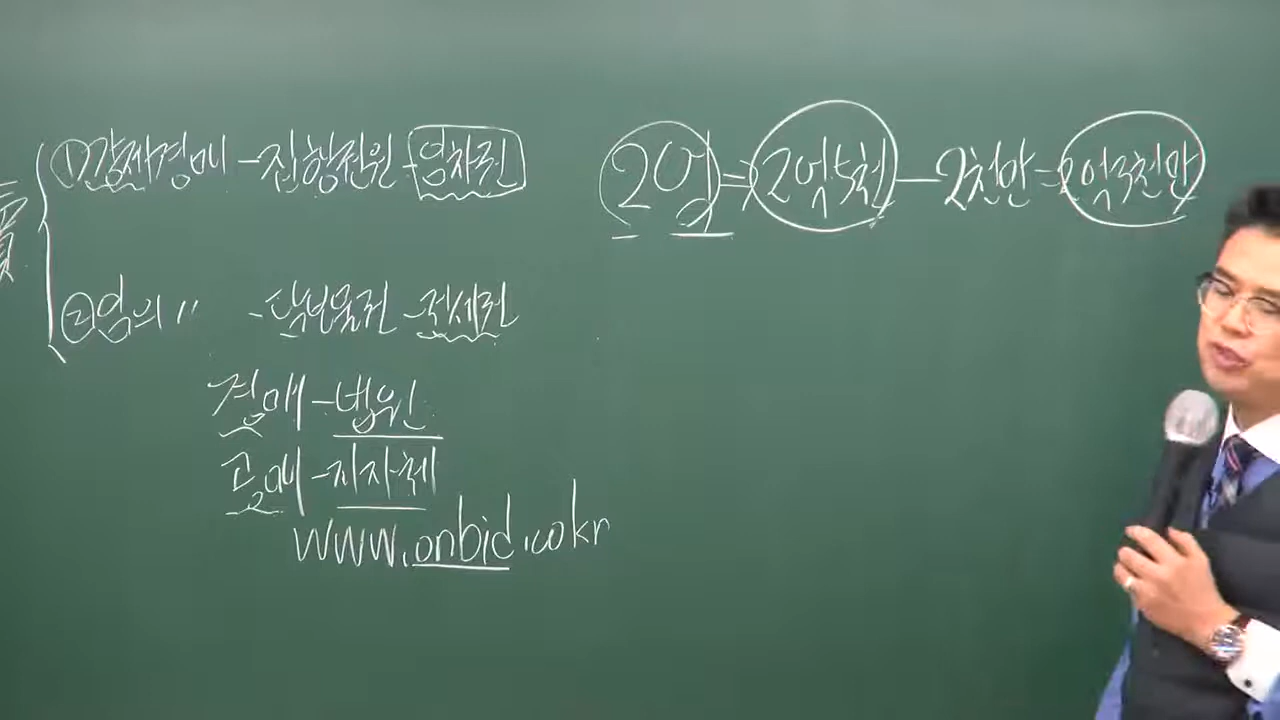 賣
①강제경매 - 집행권원 - 임차권
②임의 〃 - 담보물권 - 전세권
경매 - 법원
공매 - 지자체
www.onbid.co.kr
2억 = 2억5천 - 2천만 = 2억3천만